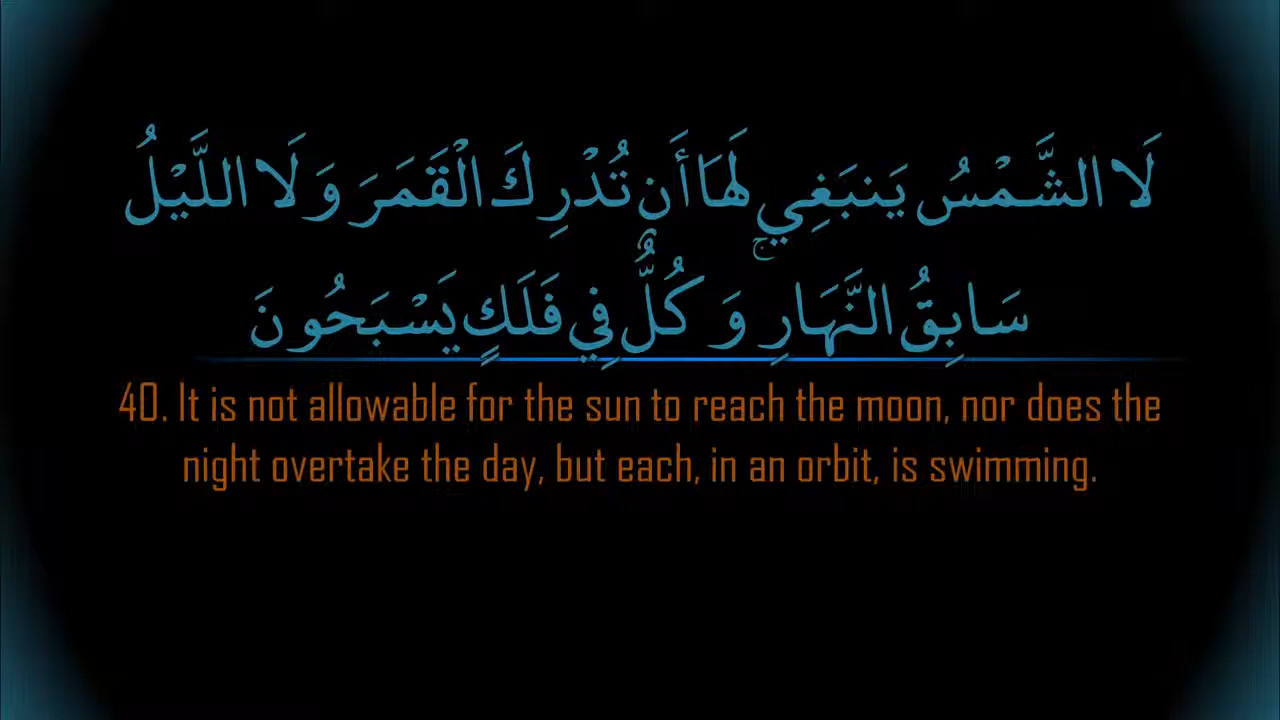 لَا الشَّمْسُ يَنبَغِي لَهَا أَن تُدْرِكَ الْقَمَرَ وَلَا اللَّيْلُ
سَابِقُ النَّهَارِ ۚ وَكُلٌّ فِي فَلَكٍ يَسْبَحُونَ
40. It is not allowable for the sun to reach the moon, nor does the
night overtake the day, but each, in an orbit, is swimming.